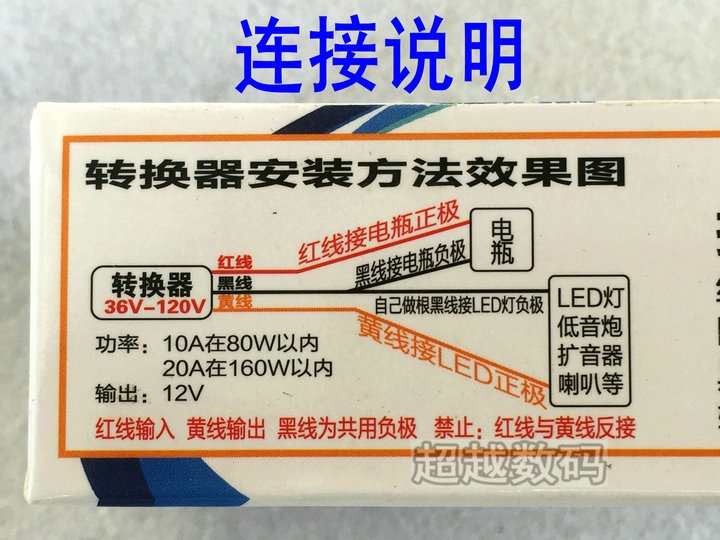 连接说明
转换器安装方法效果图
红线接电瓶正极
电瓶
红线
黑线接电瓶负极
转换器
36V-120V
黑线
黄线
自己做根黑线接LED灯负极
LED灯
低音炮
扩音器
喇叭等
黄线接LED正极
功率：10A在80W以内
20A在160W以内
输出：12V
红线输入 黄线输出 黑线为共用负极 禁止：红线与黄线反接
超越数码